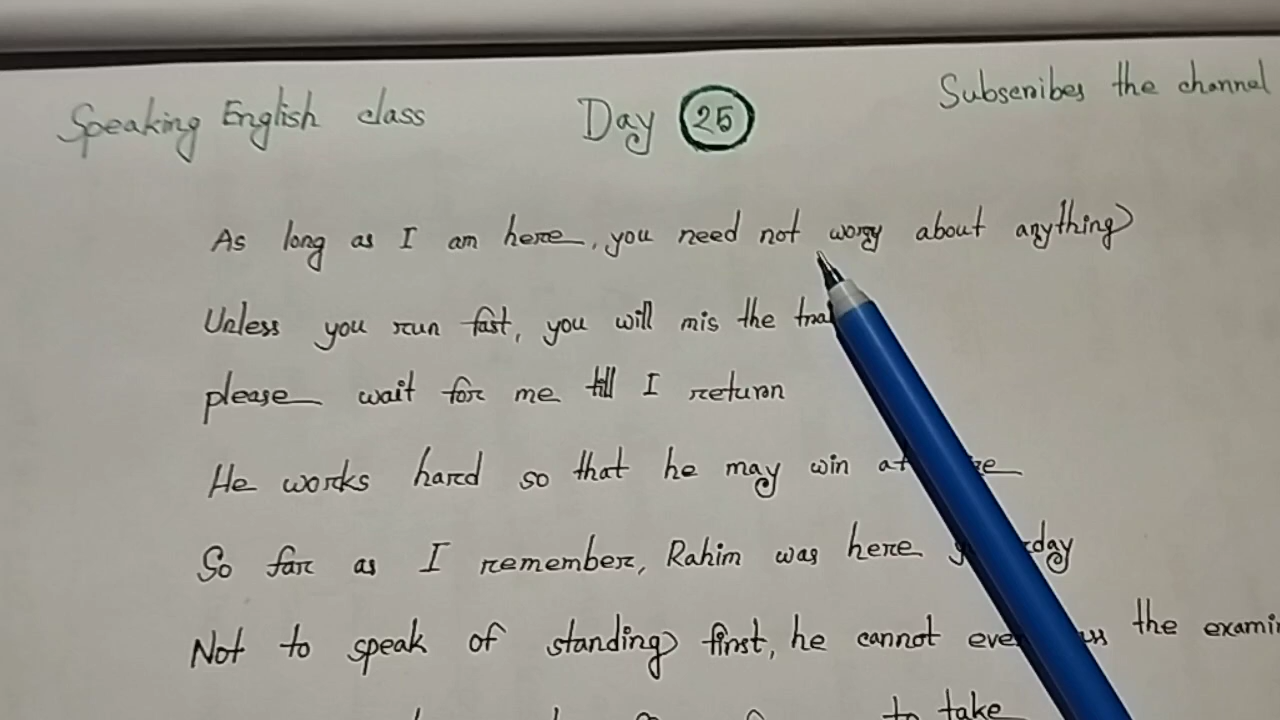 Speaking English class Day 25 Subscribes the channel
As long as I am here, you need not worry about anything
Unless you run fast, you will mis the
please wait for me till I return
He works hard so that he may win
So far as I remember, Rahim was here
Not to speak of standing first, he cannot the
to take